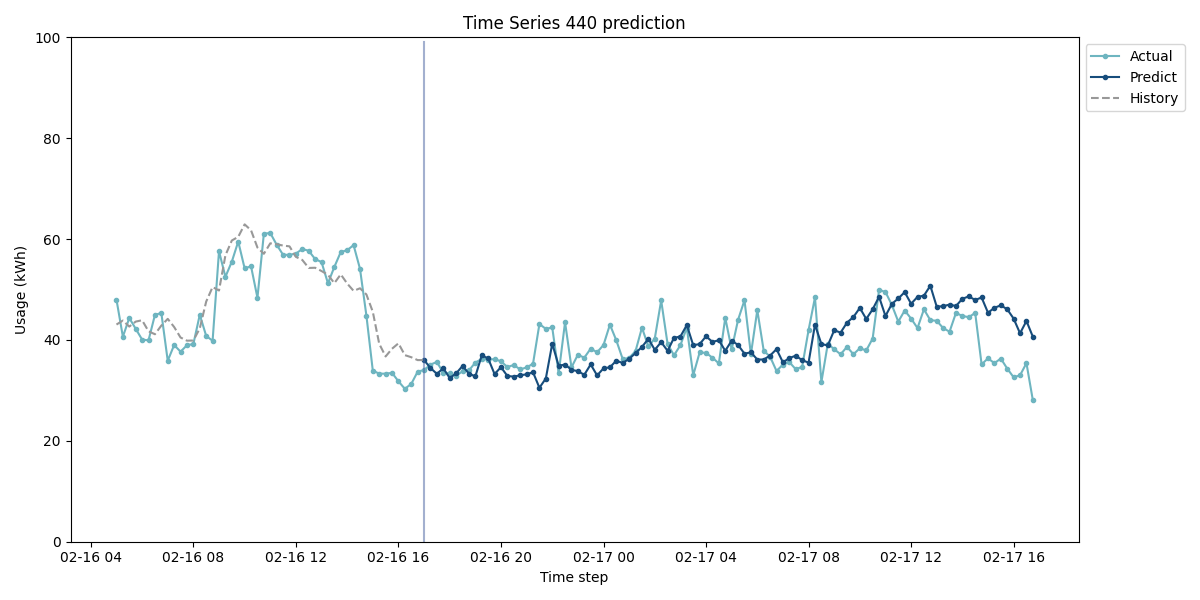 Time Series 440 prediction
Usage (kWh)
100
80
60
40
20
0
02-16 04
02-16 08
02-16 12
02-16 16
02-16 20
02-17 00
02-17 04
02-17 08
02-17 12
02-17 16
Time step
Actual
Predict
History